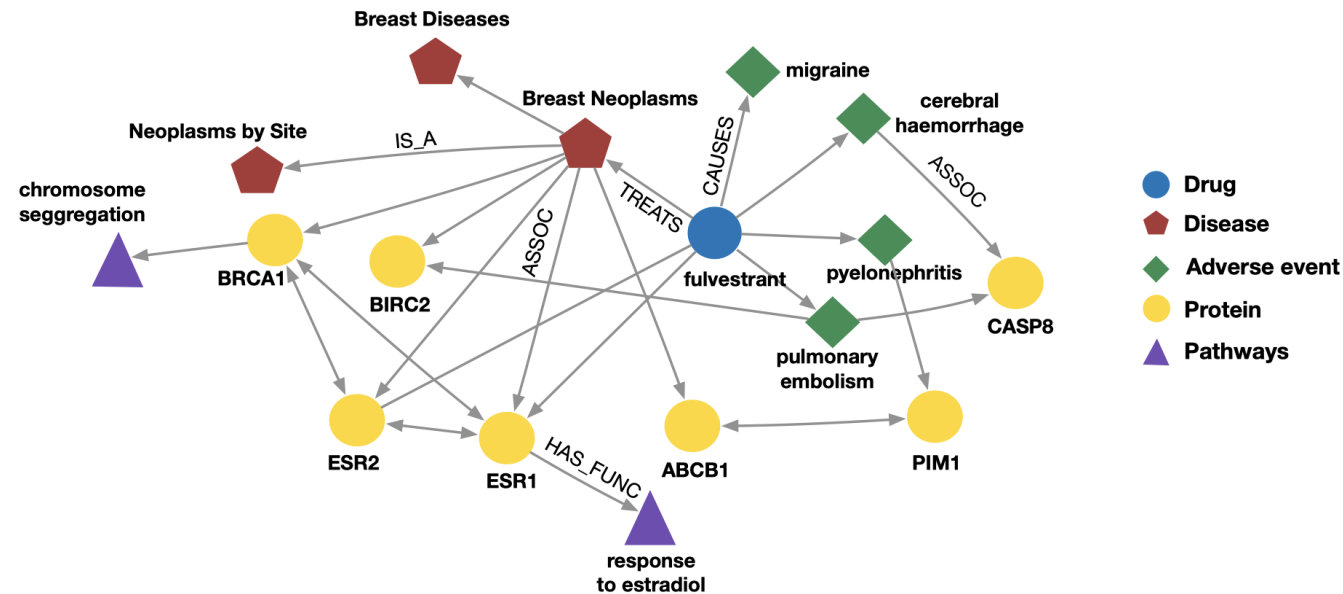 Breast Diseases
migraine
Breast Neoplasms
cerebral
haemorrhage
Neoplasms by Site
IS_A
CAUSES
ASSOC
chromosome
seggregation
TREATS
Drug
Disease
Adverse event
Protein
Pathways
ASSOC
BRCA1
BIRC2
fulvestrant
pyelonephritis
CASP8
pulmonary
embolism
ESR2
ESR1
HAS_FUNC
ABCB1
PIM1
response
to estradiol